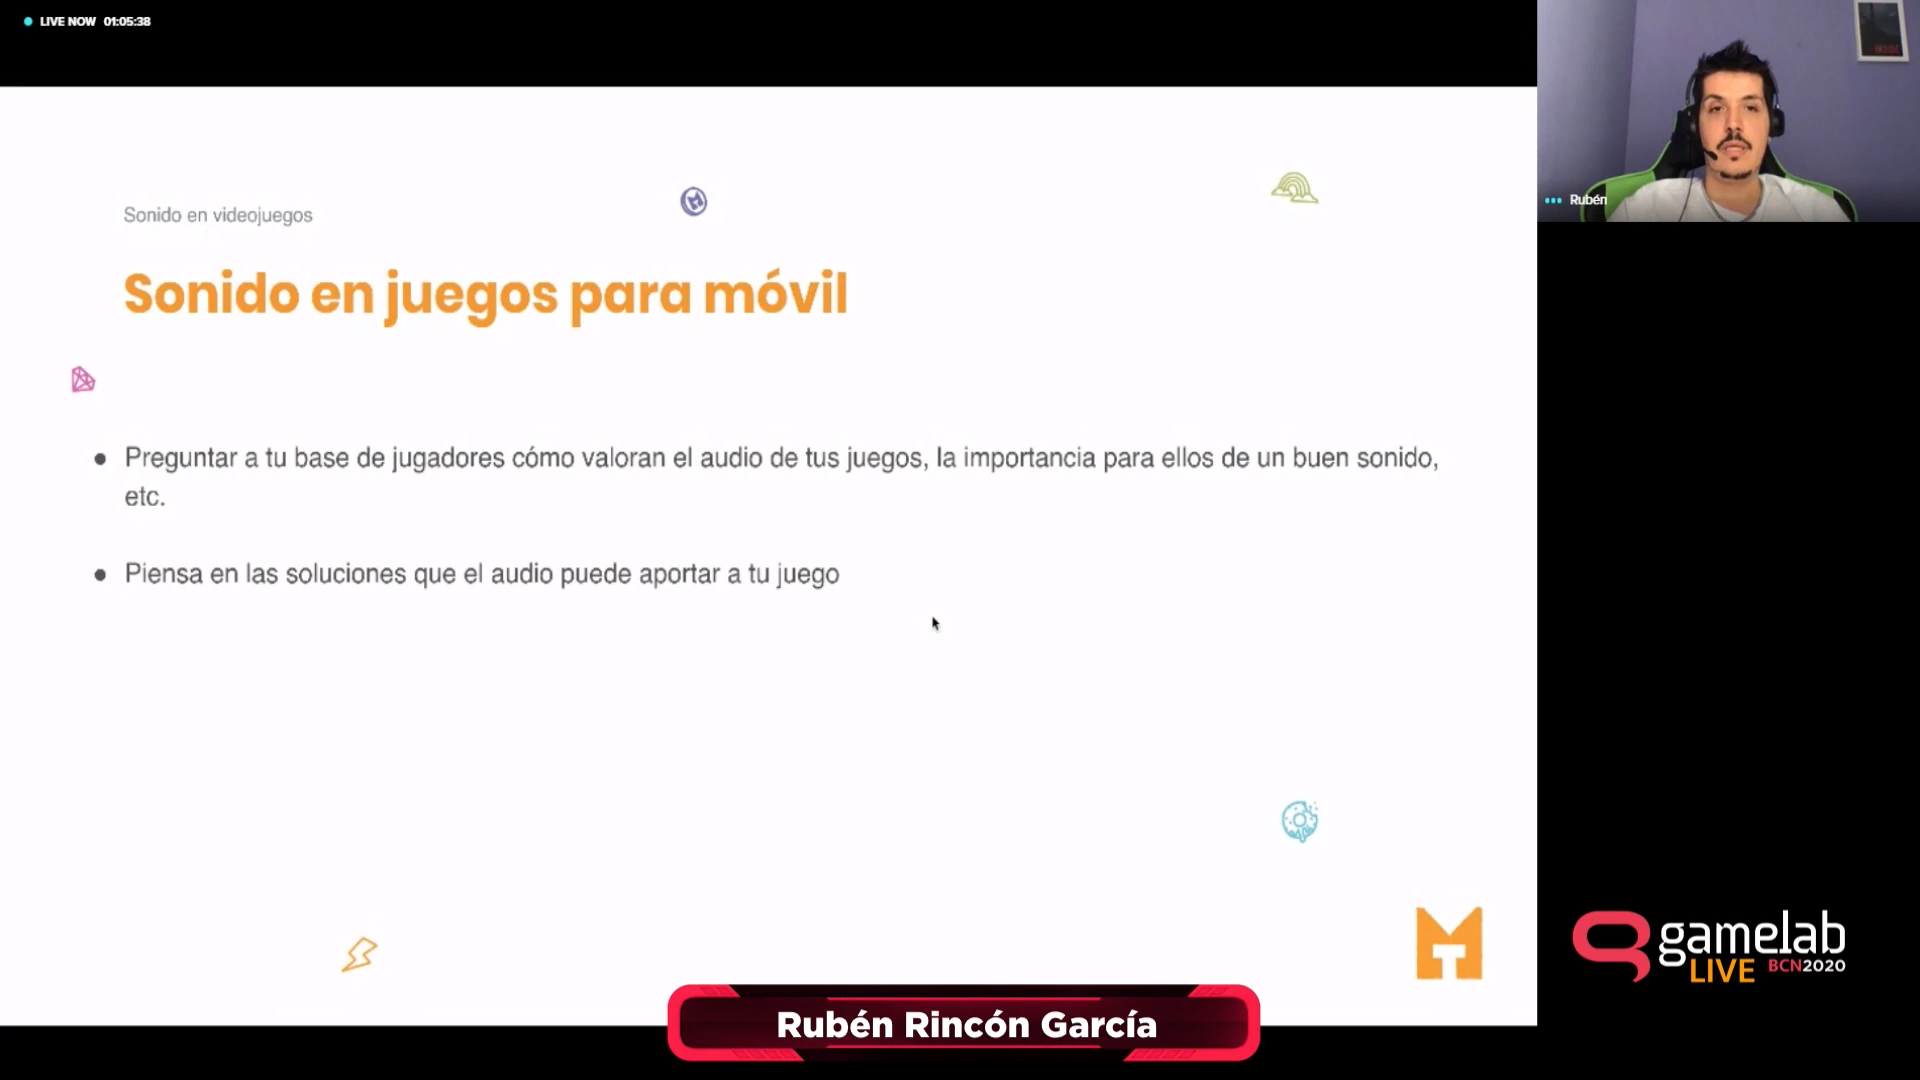 LIVE NOW 01:05:38
Sonido en videojuegos
Sonido en juegos para móvil
● Preguntar a tu base de jugadores cómo valoran el audio de tus juegos, la importancia para ellos de un buen sonido,
etc.
● Piensa en las soluciones que el audio puede aportar a tu juego
Rubén
gamelab
LIVE BCN2020
Rubén Rincón García